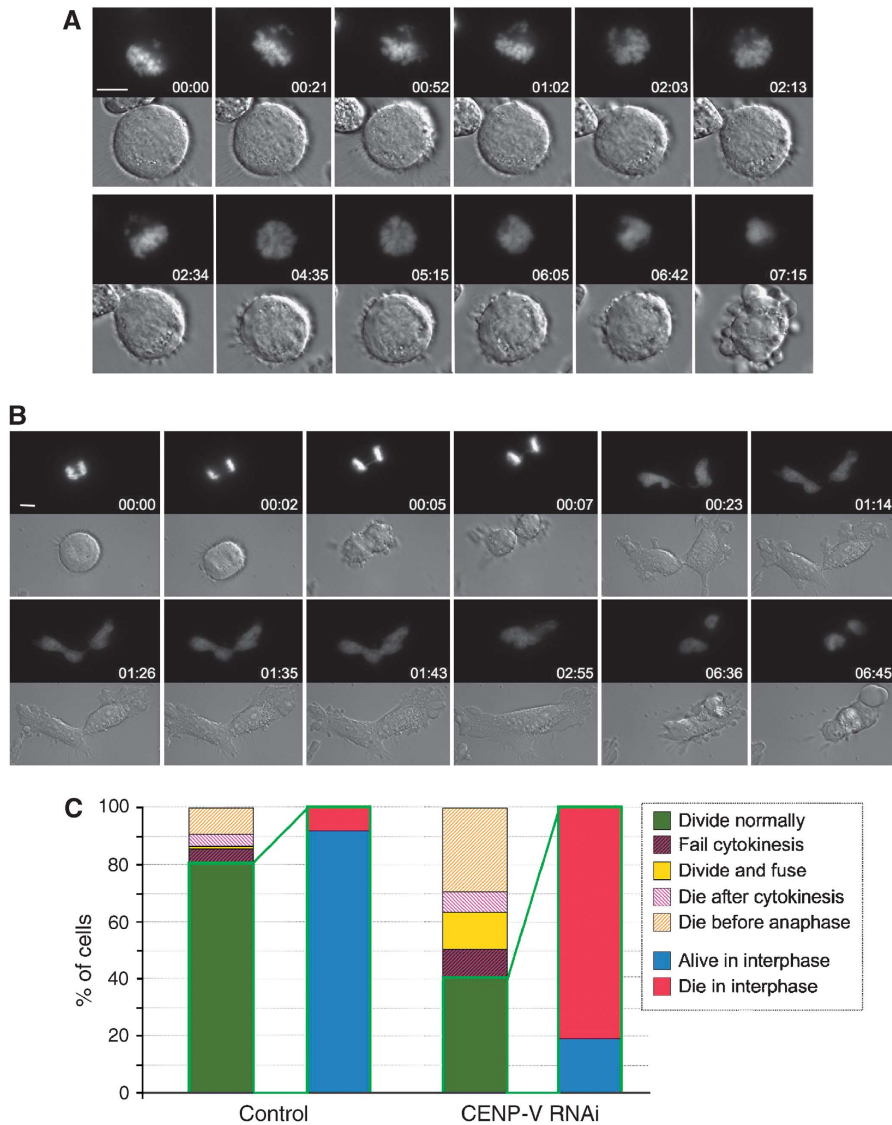 A
00:00 00:21 00:52 01:02 02:03 02:13
02:34 04:35 05:15 06:05 06:42 07:15
B
00:00 00:02 00:05 00:07 00:23 01:14
01:26 01:35 01:43 02:55 06:36 06:45
C
% of cells
100
80
60
40
20
0
Control CENP-V RNAi
Divide normally
Fail cytokinesis
Divide and fuse
Die after cytokinesis
Die before anaphase
Alive in interphase
Die in interphase